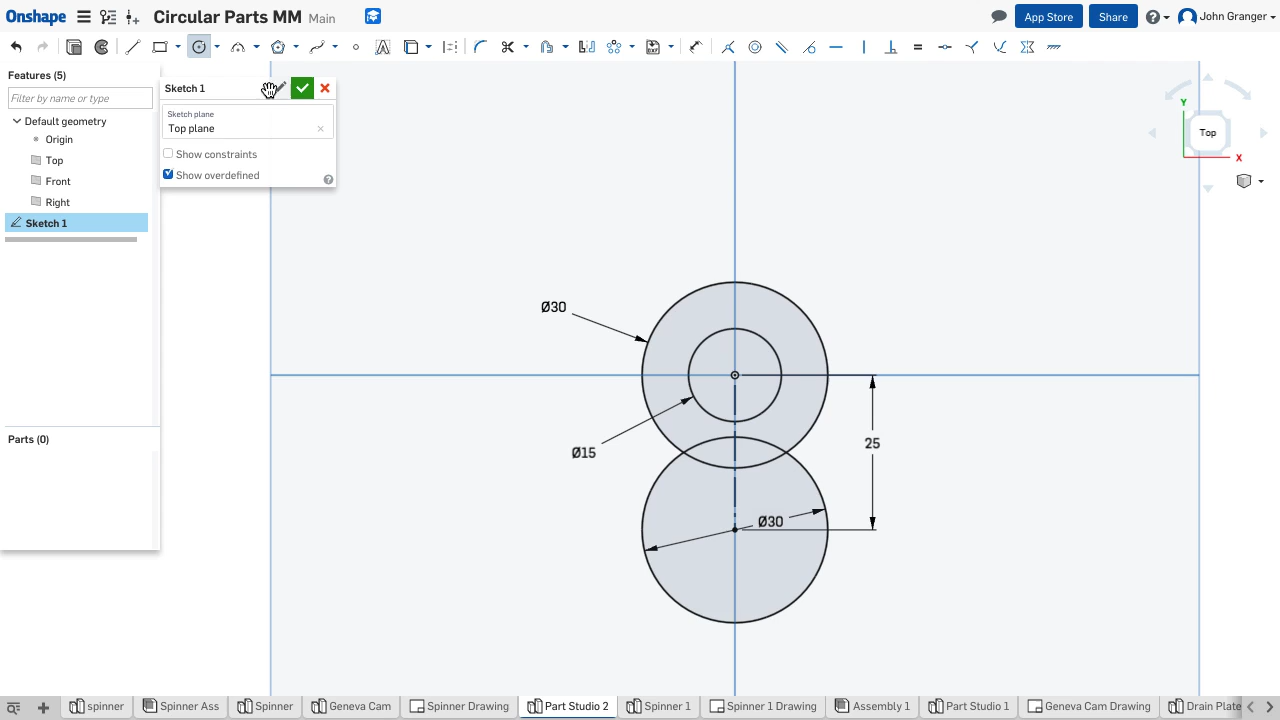 Onshape Circular Parts MM Main App Store Share John Granger
Features (5)
Filter by name or type
Default geometry
Origin
Top
Front
Right
Sketch 1
Parts (0)
Sketch 1
Sketch plane
Top plane
Show constraints
Show overdefined
Y
Top
X
Ø30
Ø15
25
Ø30
spinner Spinner Ass Spinner Geneva Cam Spinner Drawing Part Studio 2 Spinner 1 Spinner 1 Drawing Assembly 1 Part Studio 1 Geneva Cam Drawing Drain Plate